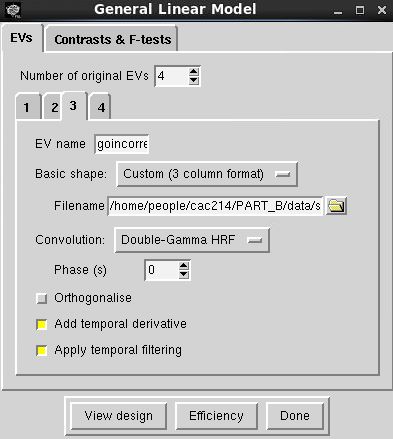 General Linear Model
EVs Contrasts & F-tests
Number of original EVs 4
1 2 3 4
EV name goincorre
Basic shape: Custom (3 column format)
Filename /home/people/cac214/PART_B/data/s
Convolution: Double-Gamma HRF
Phase (s) 0
Orthogonalise
Add temporal derivative
Apply temporal filtering
View design Efficiency Done